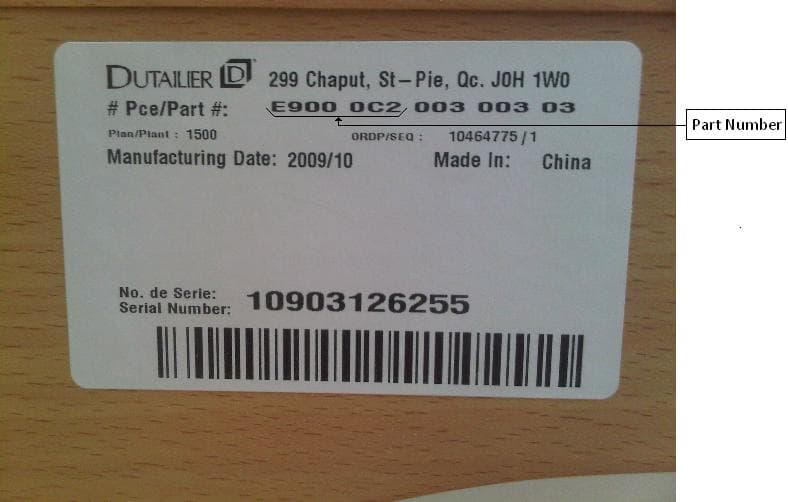 DUTAILIER D 299 Chaput, St-Pie, Qc. J0H 1W0
# Pce/Part #: E900 0C2 003 003 03
Part Number
Plan/Plant : 1500 ORDP/SEQ : 10464775/1
Manufacturing Date: 2009/10 Made In: China
No. de Serie:
Serial Number: 10903126255